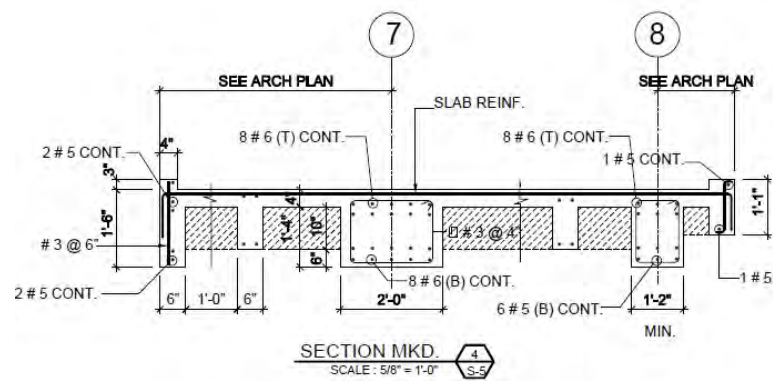 7
8
SEE ARCH PLAN
SEE ARCH PLAN
SLAB REINF.
4"
8 # 6 (T) CONT.
8 # 6 (T) CONT.
2 # 5 CONT.
1 # 5 CONT.
3"
4"
1'-6"
1'-4"
10"
6"
1'-1"
# 3 @ 6"
# 3 @ 4"
2 # 5 CONT.
8 # 6 (B) CONT.
6 # 5 (B) CONT.
1 # 5
6"
1'-0"
6"
2'-0"
1'-2"
MIN.
SECTION MKD.
4
S-5
SCALE : 5/8" = 1'-0"